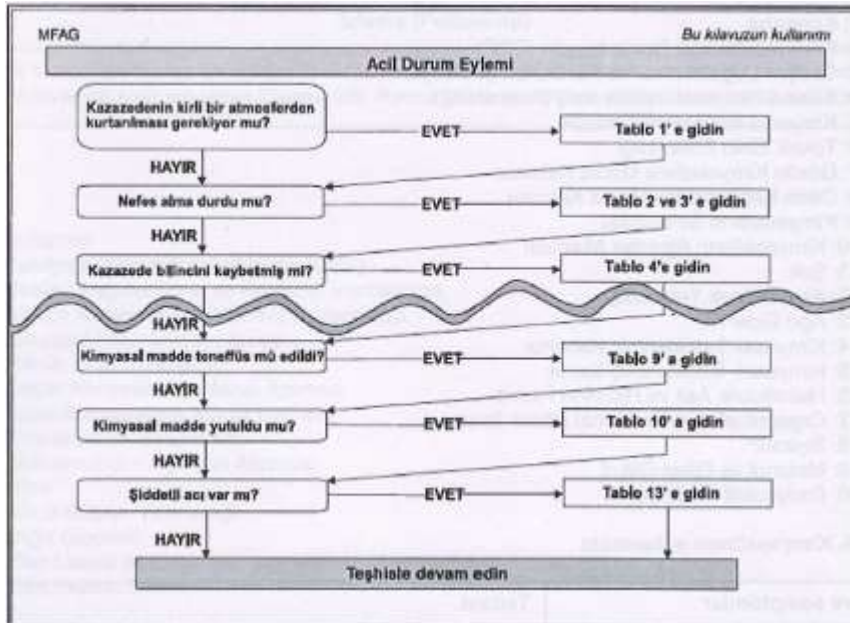 MFAG
Bu kılavuzun kullanımı
Acil Durum Eylemi
Kazazedenin kirli bir atmosferden
kurtarılması gerekiyor mu?
EVET
Tablo 1' e gidin
HAYIR
Nefes alma durdu mu?
EVET
Tablo 2 ve 3' e gidin
HAYIR
Kazazede bilincini kaybetmiş mi?
EVET
Tablo 4'e gidin
HAYIR
Kimyasal madde teneffüs mü edildi?
EVET
Tablo 9' a gidin
HAYIR
Kimyasal madde yutuldu mu?
EVET
Tablo 10' a gidin
HAYIR
Şiddetli acı var mı?
EVET
Tablo 13' e gidin
HAYIR
Teşhisle devam edin